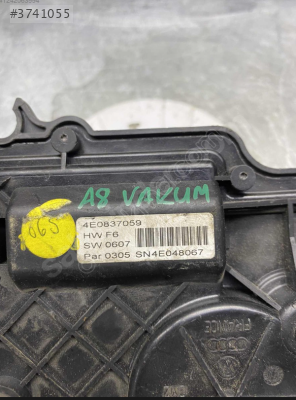 #3741055
065
A8 VAKUM
4E0837059
HW F6
SW 0607
Par 0305 SN4E048067